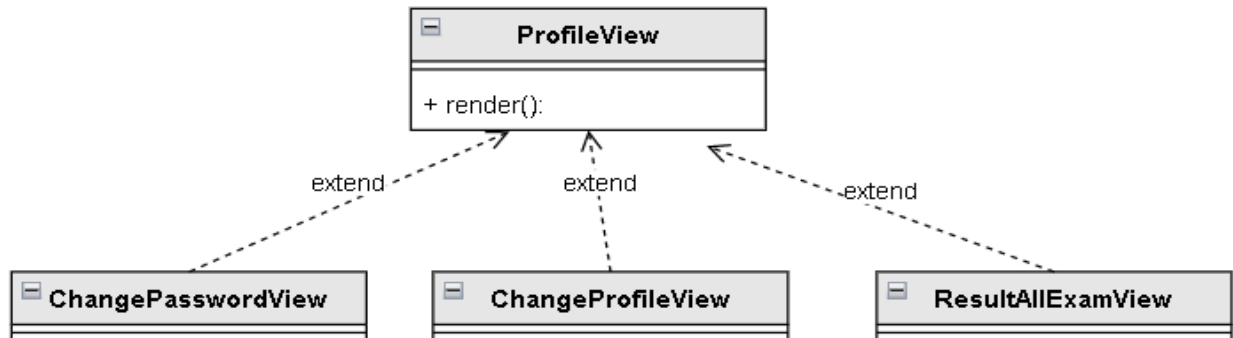 ProfileView
+ render():
extend
extend
extend
ChangePasswordView
ChangeProfileView
ResultAllExamView